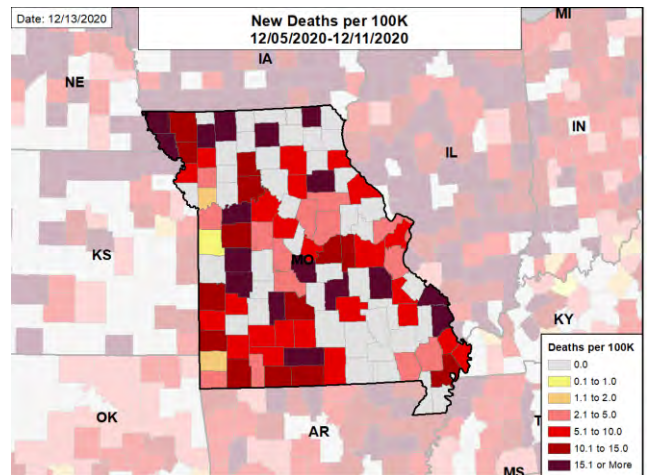 Date: 12/13/2020
New Deaths per 100K
12/05/2020-12/11/2020
MI
IA
NE
IL
IN
KS
MO
KY
OK
AR
T
MS
Deaths per 100K
0.0
0.1 to 1.0
1.1 to 2.0
2.1 to 5.0
5.1 to 10.0
10.1 to 15.0
15.1 or More